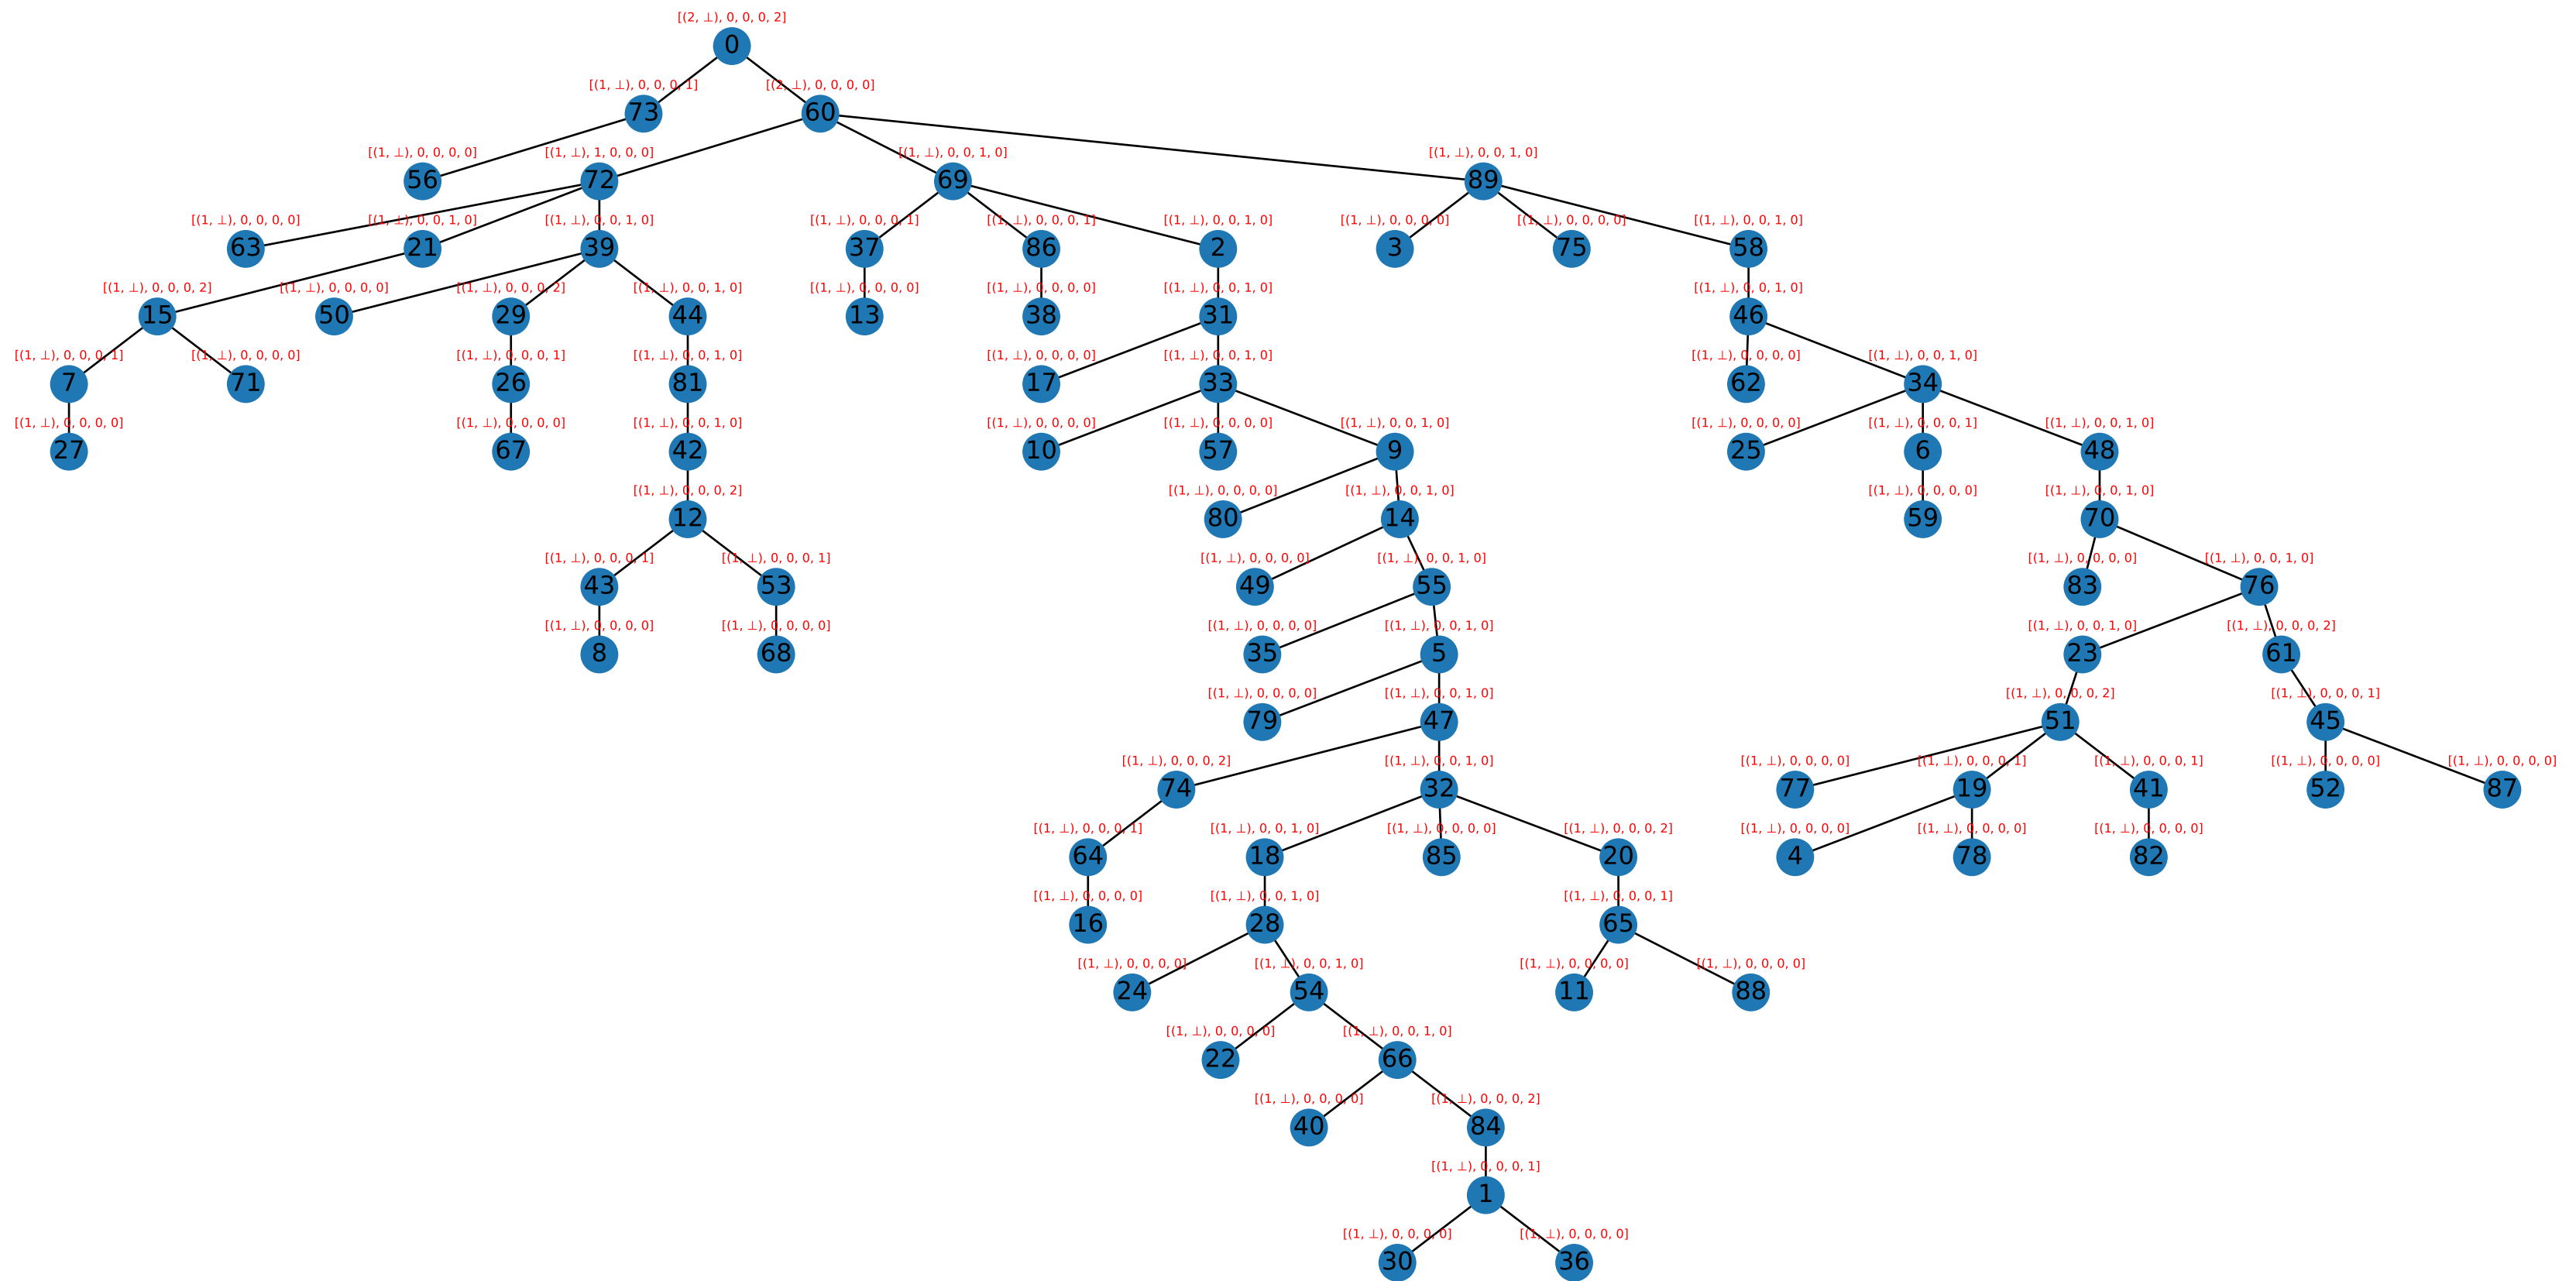 [(2, ⊥), 0, 0, 0, 2]
0
[(1, ⊥), 0, 0, 0, 1] [(2, ⊥), 0, 0, 0, 0]
73 60
[(1, ⊥), 0, 0, 0, 0] [(1, ⊥), 1, 0, 0, 0] [(1, ⊥), 0, 0, 1, 0] [(1, ⊥), 0, 0, 1, 0]
56 72 69 89
[(1, ⊥), 0, 0, 0, 0] [(1, ⊥), 0, 0, 1, 0] [(1, ⊥), 0, 0, 1, 0] [(1, ⊥), 0, 0, 0, 1] [(1, ⊥), 0, 0, 0, 1] [(1, ⊥), 0, 0, 1, 0] [(1, ⊥), 0, 0, 0, 0] [(1, ⊥), 0, 0, 0, 0] [(1, ⊥), 0, 0, 1, 0]
63 21 39 37 86 2 3 75 58
[(1, ⊥), 0, 0, 0, 2] [(1, ⊥), 0, 0, 0, 0] [(1, ⊥), 0, 0, 0, 2] [(1, ⊥), 0, 0, 1, 0] [(1, ⊥), 0, 0, 0, 0] [(1, ⊥), 0, 0, 0, 0] [(1, ⊥), 0, 0, 1, 0] [(1, ⊥), 0, 0, 1, 0]
15 50 29 44 13 38 31 46
[(1, ⊥), 0, 0, 0, 1] [(1, ⊥), 0, 0, 0, 0] [(1, ⊥), 0, 0, 0, 1] [(1, ⊥), 0, 0, 1, 0] [(1, ⊥), 0, 0, 0, 0] [(1, ⊥), 0, 0, 1, 0] [(1, ⊥), 0, 0, 0, 0] [(1, ⊥), 0, 0, 1, 0]
7 71 26 81 17 33 62 34
[(1, ⊥), 0, 0, 0, 0] [(1, ⊥), 0, 0, 0, 0] [(1, ⊥), 0, 0, 1, 0] [(1, ⊥), 0, 0, 0, 0] [(1, ⊥), 0, 0, 0, 0] [(1, ⊥), 0, 0, 1, 0] [(1, ⊥), 0, 0, 0, 0] [(1, ⊥), 0, 0, 0, 1] [(1, ⊥), 0, 0, 1, 0]
27 67 42 10 57 9 25 6 48
[(1, ⊥), 0, 0, 0, 2] [(1, ⊥), 0, 0, 0, 0] [(1, ⊥), 0, 0, 1, 0] [(1, ⊥), 0, 0, 0, 0] [(1, ⊥), 0, 0, 1, 0]
12 80 14 59 70
[(1, ⊥), 0, 0, 0, 1] [(1, ⊥), 0, 0, 0, 1] [(1, ⊥), 0, 0, 0, 0] [(1, ⊥), 0, 0, 1, 0] [(1, ⊥), 0, 0, 0, 0] [(1, ⊥), 0, 0, 1, 0]
43 53 49 55 83 76
[(1, ⊥), 0, 0, 0, 0] [(1, ⊥), 0, 0, 0, 0] [(1, ⊥), 0, 0, 0, 0] [(1, ⊥), 0, 0, 1, 0] [(1, ⊥), 0, 0, 1, 0] [(1, ⊥), 0, 0, 0, 2]
8 68 35 5 23 61
[(1, ⊥), 0, 0, 0, 0] [(1, ⊥), 0, 0, 1, 0] [(1, ⊥), 0, 0, 0, 2] [(1, ⊥), 0, 0, 0, 1]
79 47 51 45
[(1, ⊥), 0, 0, 0, 2] [(1, ⊥), 0, 0, 1, 0] [(1, ⊥), 0, 0, 0, 0] [(1, ⊥), 0, 0, 0, 1] [(1, ⊥), 0, 0, 0, 1] [(1, ⊥), 0, 0, 0, 0] [(1, ⊥), 0, 0, 0, 0]
74 32 77 19 41 52 87
[(1, ⊥), 0, 0, 0, 1] [(1, ⊥), 0, 0, 1, 0] [(1, ⊥), 0, 0, 0, 0] [(1, ⊥), 0, 0, 0, 2] [(1, ⊥), 0, 0, 0, 0] [(1, ⊥), 0, 0, 0, 0] [(1, ⊥), 0, 0, 0, 0]
64 18 85 20 4 78 82
[(1, ⊥), 0, 0, 0, 0] [(1, ⊥), 0, 0, 1, 0] [(1, ⊥), 0, 0, 0, 1]
16 28 65
[(1, ⊥), 0, 0, 0, 0] [(1, ⊥), 0, 0, 1, 0] [(1, ⊥), 0, 0, 0, 0] [(1, ⊥), 0, 0, 0, 0]
24 54 11 88
[(1, ⊥), 0, 0, 0, 0] [(1, ⊥), 0, 0, 1, 0]
22 66
[(1, ⊥), 0, 0, 0, 0] [(1, ⊥), 0, 0, 0, 2]
40 84
[(1, ⊥), 0, 0, 0, 1]
1
[(1, ⊥), 0, 0, 0, 0] [(1, ⊥), 0, 0, 0, 0]
30 36